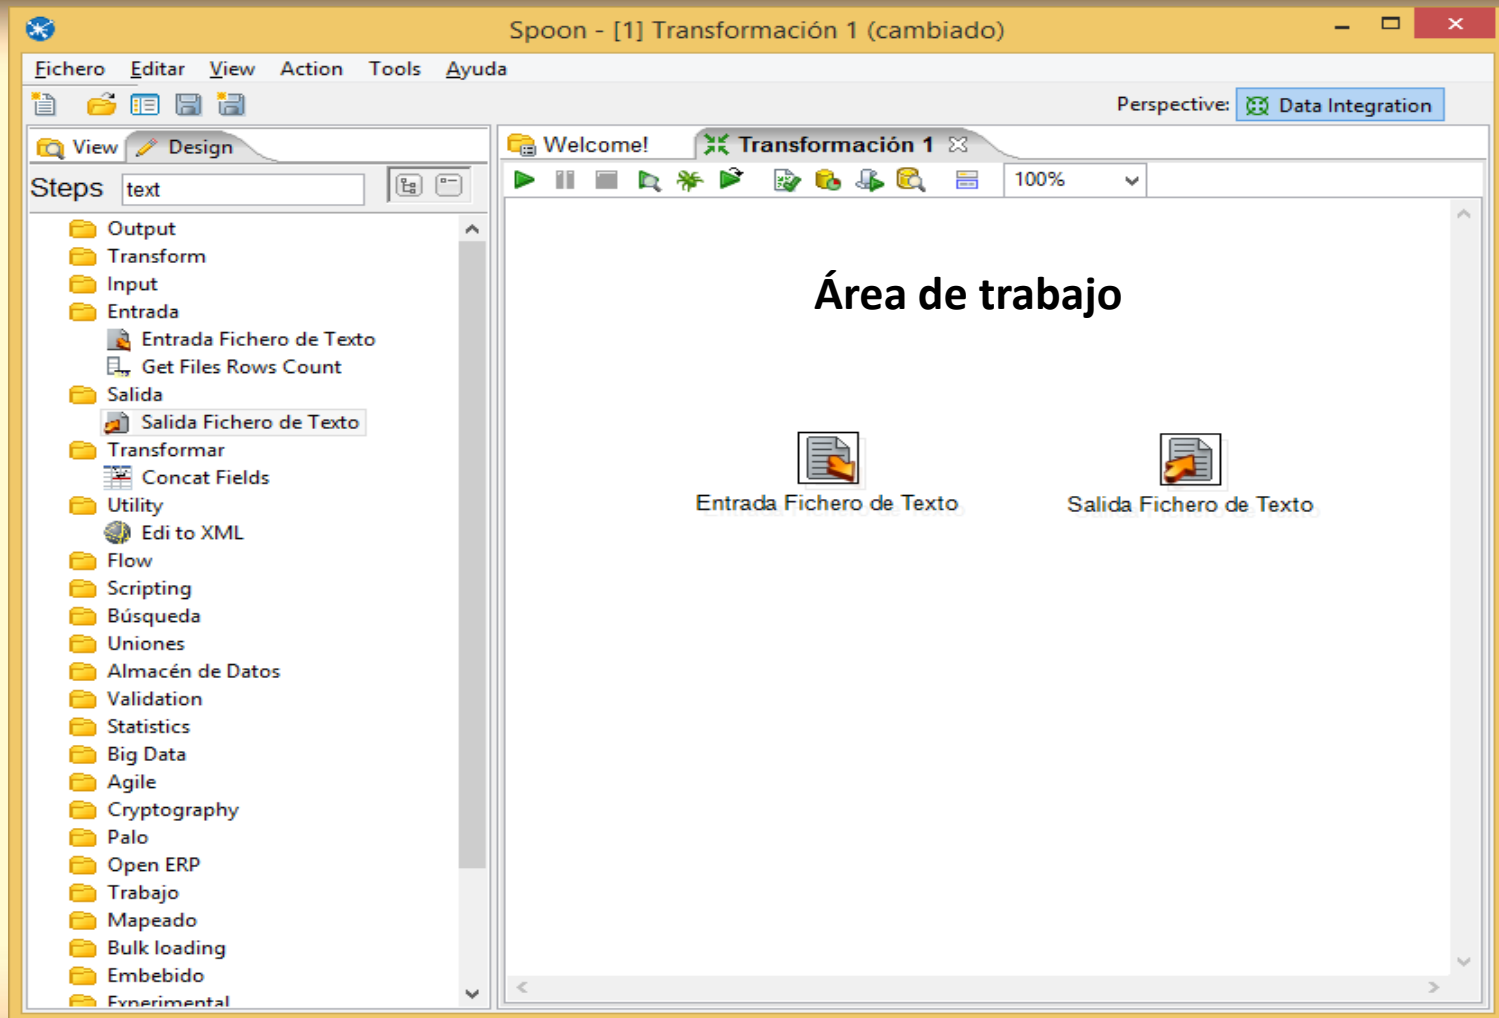 Spoon - [1] Transformación 1 (cambiado)
Fichero Editar View Action Tools Ayuda
Perspective: Data Integration
View Design
Welcome! Transformación 1
Steps text
100%
Output
Transform
Input
Entrada
Entrada Fichero de Texto
Get Files Rows Count
Salida
Salida Fichero de Texto
Transformar
Concat Fields
Utility
Edi to XML
Flow
Scripting
Búsqueda
Uniones
Almacén de Datos
Validation
Statistics
Big Data
Agile
Cryptography
Palo
Open ERP
Trabajo
Mapeado
Bulk loading
Embebido
Experimental
Área de trabajo
Entrada Fichero de Texto
Salida Fichero de Texto